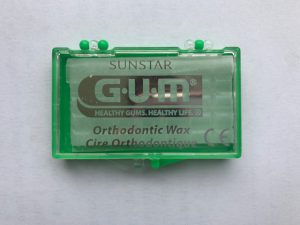 SUNSTAR
G·U·M®
HEALTHY GUMS. HEALTHY LIFE.®
Orthodontic Wax
Cire Orthodontique
CE